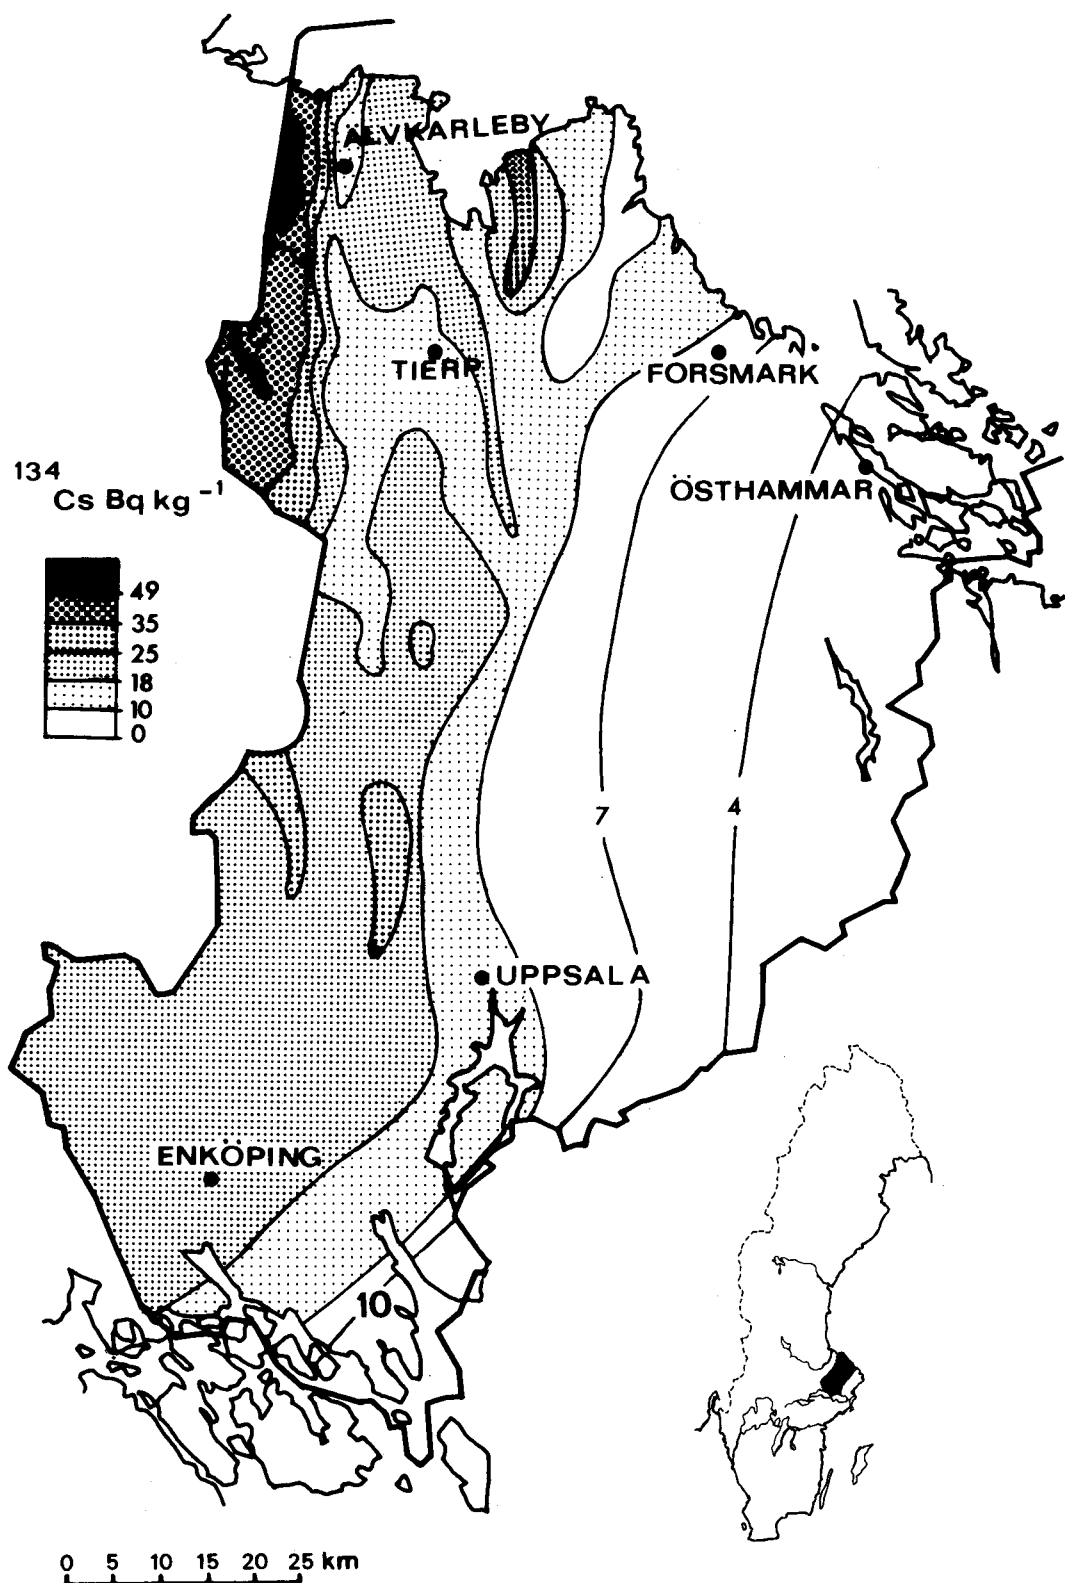 ÄLVKARLEBY
TIERP
FORSMARK
ÖSTHAMMAR
134
Cs Bq kg -1
49
35
25
18
10
0
7
4
UPPSALA
ENKÖPING
10
0 5 10 15 20 25 km